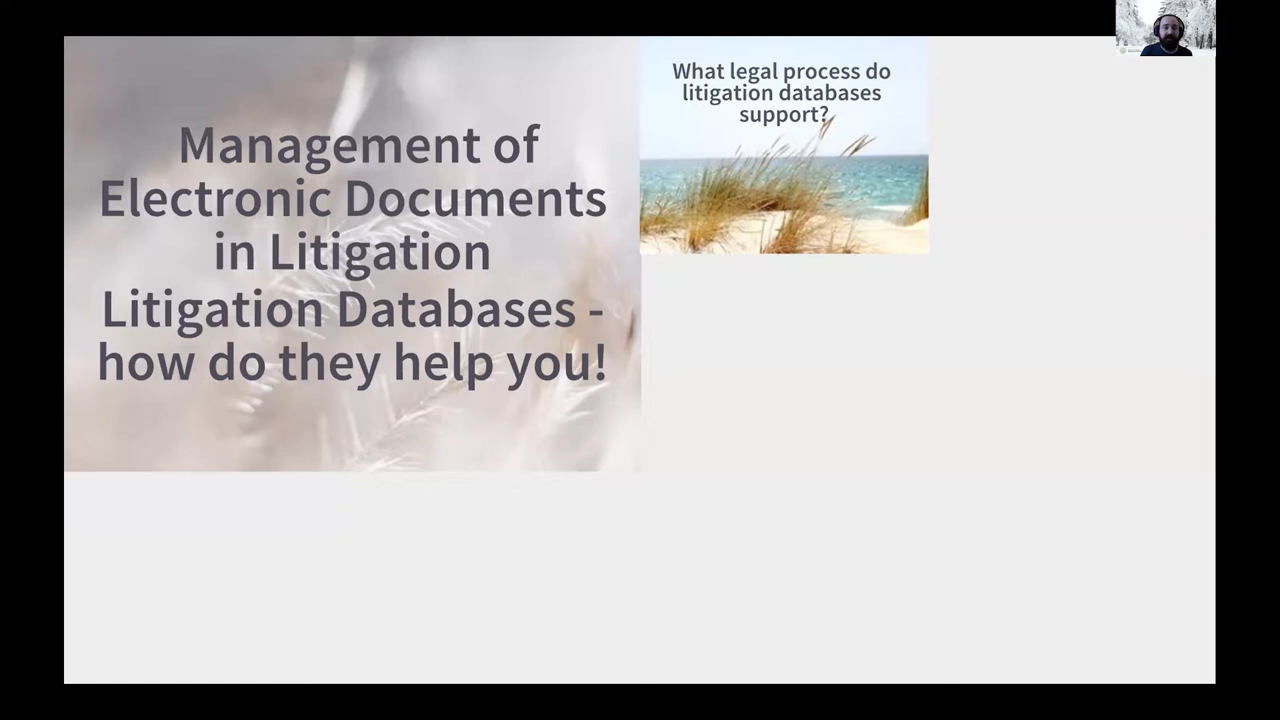 Management of
Electronic Documents
in Litigation
Litigation Databases -
how do they help you!
What legal process do
litigation databases
support?